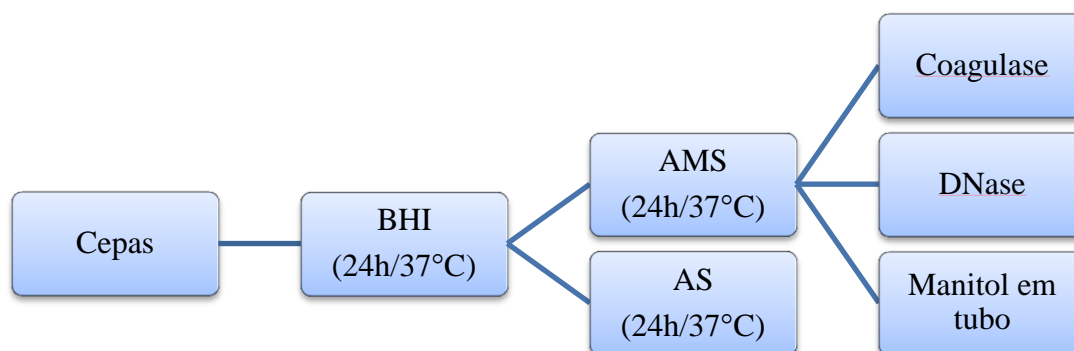 Cepas
BHI
(24h/37°C)
AMS
(24h/37°C)
AS
(24h/37°C)
Coagulase
DNase
Manitol em
tubo